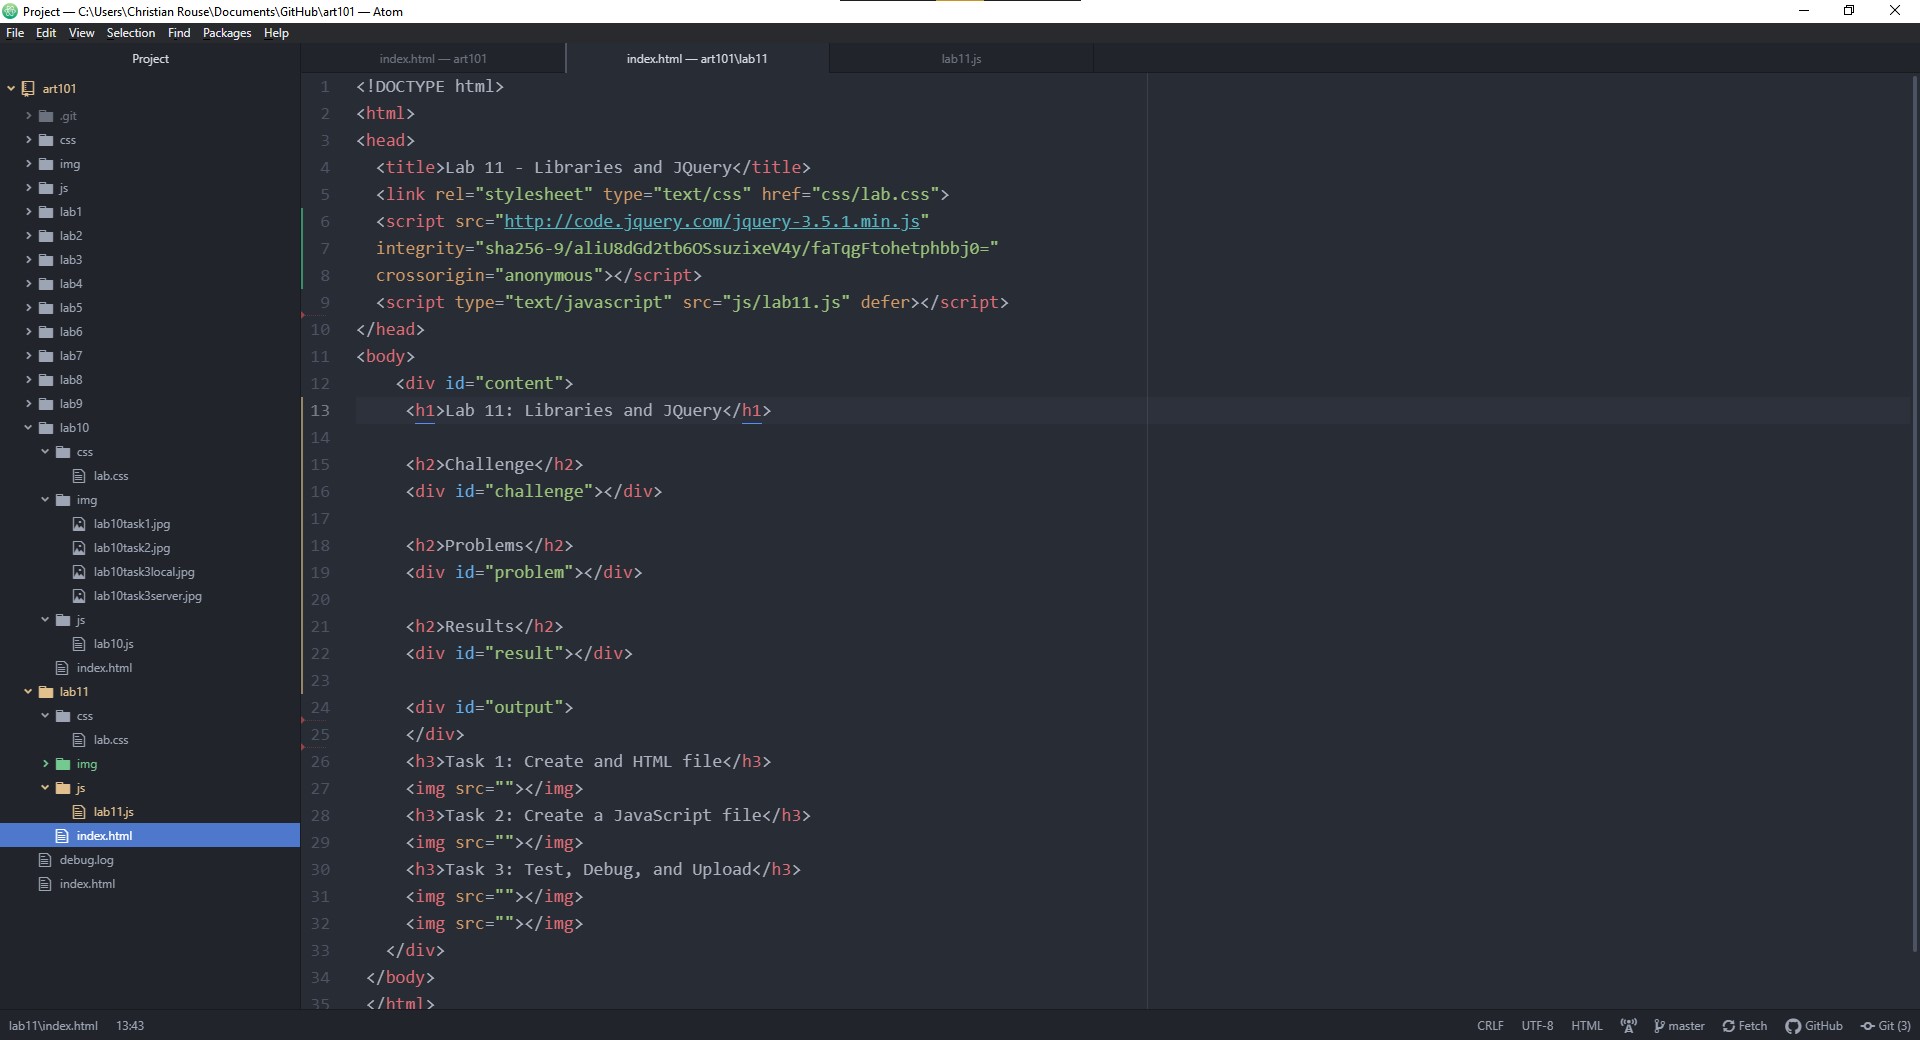 Project — C:\Users\Christian Rouse\Documents\GitHub\art101 — Atom
File Edit View Selection Find Packages Help
Project
art101
.git
css
img
js
lab1
lab2
lab3
lab4
lab5
lab6
lab7
lab8
lab9
lab10
css
lab.css
img
lab10task1.jpg
lab10task2.jpg
lab10task3local.jpg
lab10task3server.jpg
js
lab10.js
index.html
lab11
css
lab.css
img
js
lab11.js
index.html
debug.log
index.html
index.html — art101
index.html — art101\lab11
lab11.js
1 <!DOCTYPE html>
2 <html>
3 <head>
4 <title>Lab 11 - Libraries and JQuery</title>
5 <link rel="stylesheet" type="text/css" href="css/lab.css">
6 <script src="http://code.jquery.com/jquery-3.5.1.min.js"
7 integrity="sha256-9/aliU8dGd2tb6OSsuzixeV4y/faTqgFtohetphbbj0="
8 crossorigin="anonymous"></script>
9 <script type="text/javascript" src="js/lab11.js" defer></script>
10 </head>
11 <body>
12 <div id="content">
13 <h1>Lab 11: Libraries and JQuery</h1>
14
15 <h2>Challenge</h2>
16 <div id="challenge"></div>
17
18 <h2>Problems</h2>
19 <div id="problem"></div>
20
21 <h2>Results</h2>
22 <div id="result"></div>
23
24 <div id="output">
25 </div>
26 <h3>Task 1: Create and HTML file</h3>
27 <img src=""></img>
28 <h3>Task 2: Create a JavaScript file</h3>
29 <img src=""></img>
30 <h3>Task 3: Test, Debug, and Upload</h3>
31 <img src=""></img>
32 <img src=""></img>
33 </div>
34 </body>
35 </html>
lab11\index.html 13:43
CRLF UTF-8 HTML master Fetch GitHub Git (3)